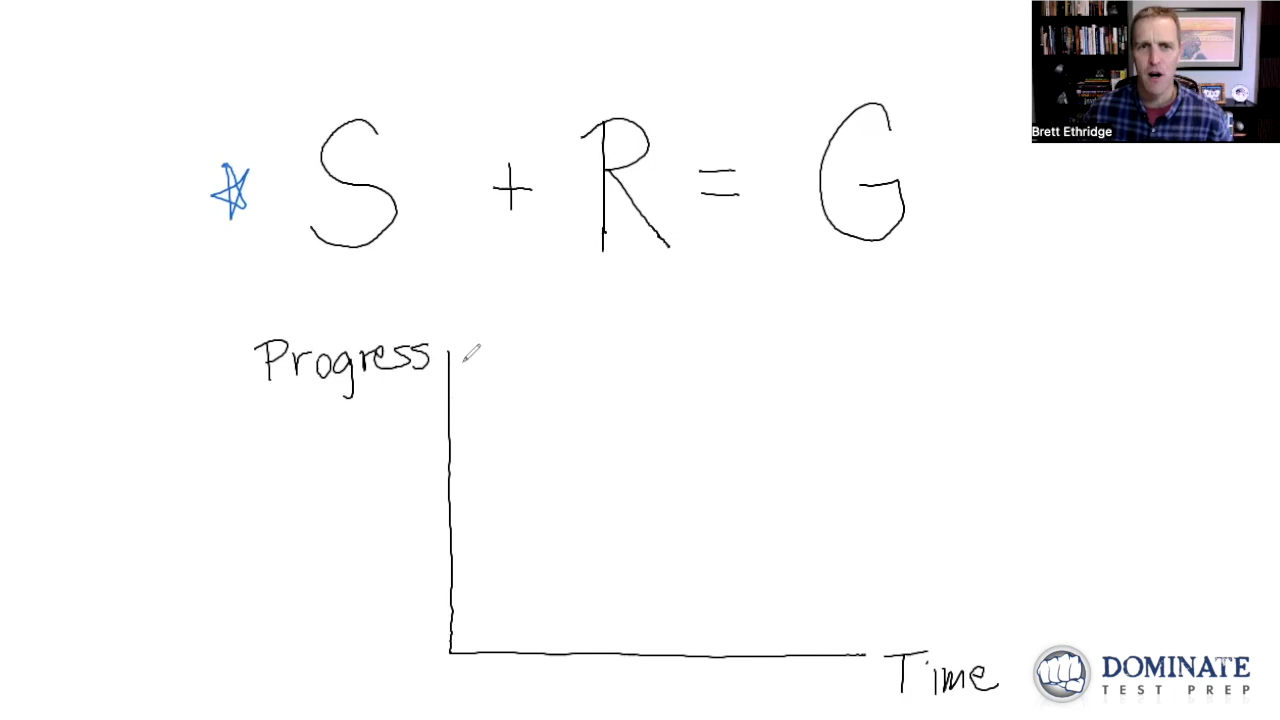 Brett Ethridge
S + R = G
Progress
Time
DOMINATE
TEST PREP